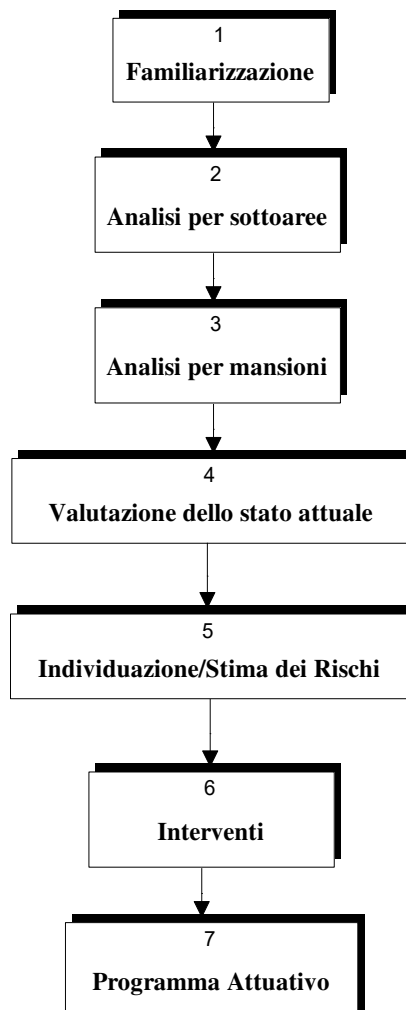 1
Familiarizzazione
2
Analisi per sottoaree
3
Analisi per mansioni
4
Valutazione dello stato attuale
5
Individuazione/Stima dei Rischi
6
Interventi
7
Programma Attuativo